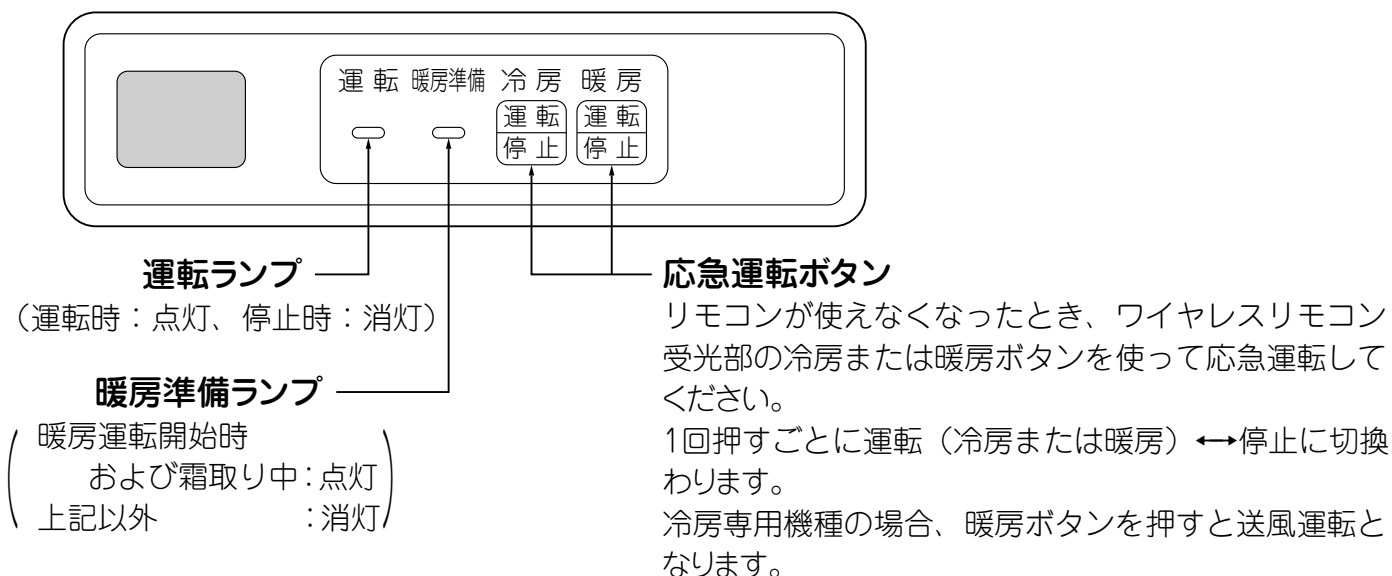 運転 暖房準備 冷房 暖房
運転 運転
停止 停止
運転ランプ
(運転時:点灯、停止時:消灯)
暖房準備ランプ
暖房運転開始時
および霜取り中:点灯
上記以外 :消灯
応急運転ボタン
リモコンが使えなくなったとき、ワイヤレスリモコン
受光部の冷房または暖房ボタンを使って応急運転して
ください。
1回押すごとに運転(冷房または暖房)⟷停止に切換
わります。
冷房専用機種の場合、暖房ボタンを押すと送風運転と
なります。